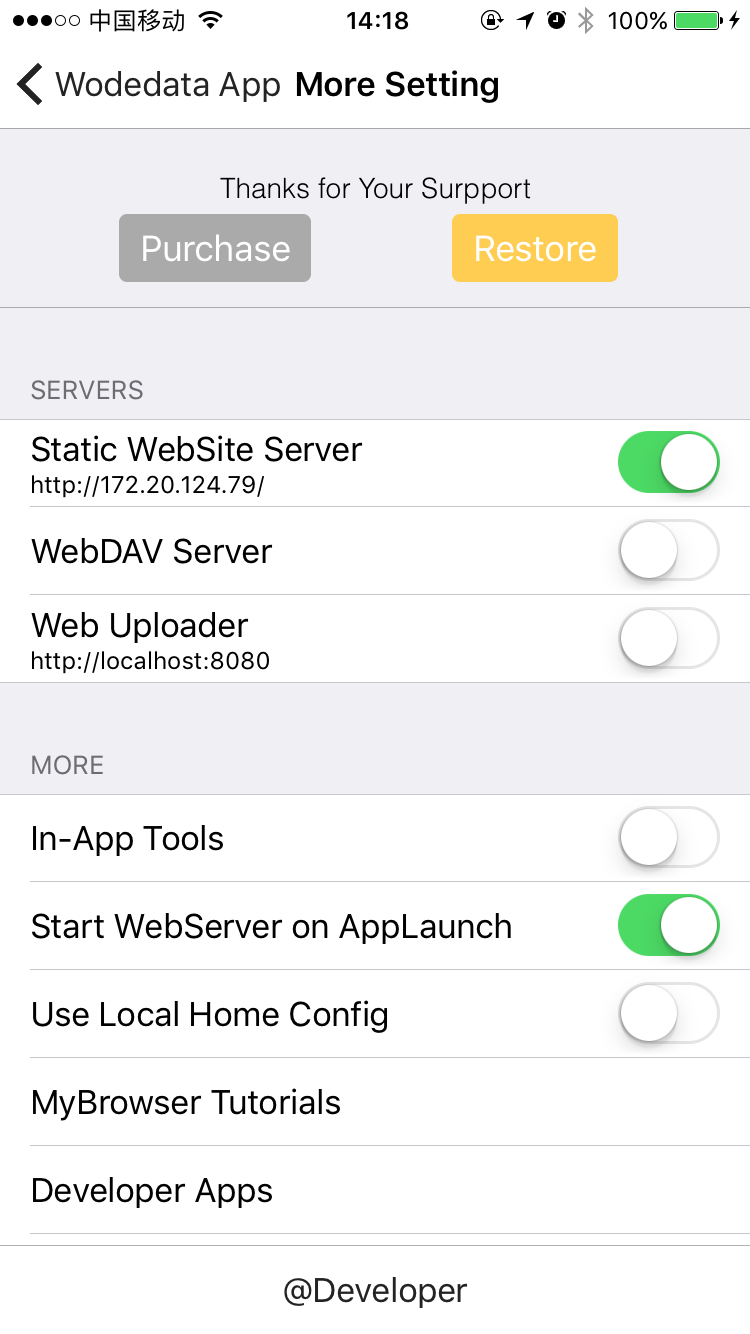 中国移动 14:18 100%
Wodedata App More Setting
Thanks for Your Surpport
Purchase Restore
SERVERS
Static WebSite Server
http://172.20.124.79/
WebDAV Server
Web Uploader
http://localhost:8080
MORE
In-App Tools
Start WebServer on AppLaunch
Use Local Home Config
MyBrowser Tutorials
Developer Apps
@Developer